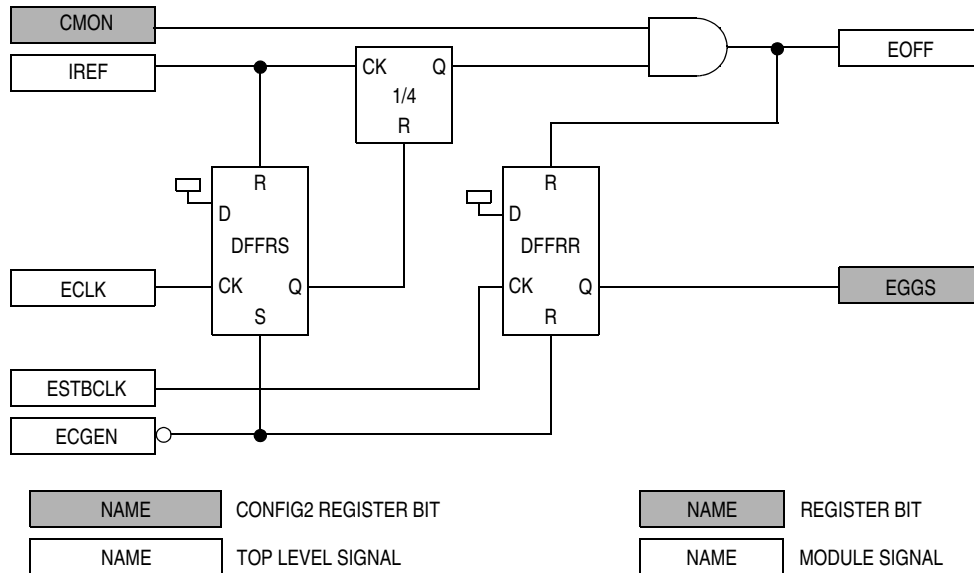 CMON
IREF
CK Q
1/4
R
EOFF
R
D
DFFRS
CK Q
S
R
D
DFFRR
CK Q
R
ECLK
EGGS
ESTBCLK
ECGEN
NAME CONFIG2 REGISTER BIT
NAME TOP LEVEL SIGNAL
NAME REGISTER BIT
NAME MODULE SIGNAL